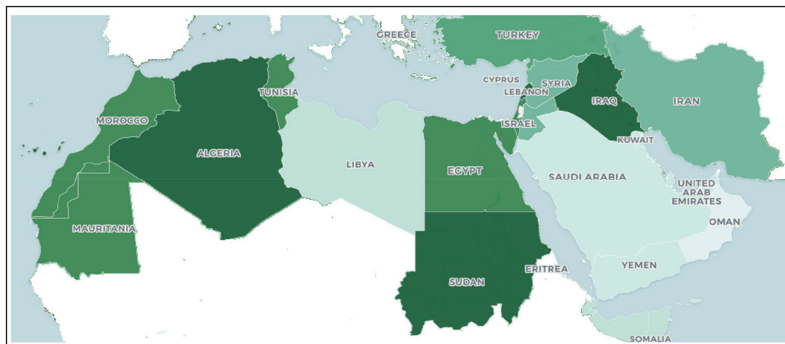 GREECE
TURKEY
CYPRUS
SYRIA
LEBANON
TUNISIA
IRAQ
IRAN
MOROCCO
ISRAEL
KUWAIT
ALGERIA
LIBYA
EGYPT
SAUDI ARABIA
UNITED
ARAB
EMIRATES
OMAN
MAURITANIA
YEMEN
ERITREA
SUDAN
SOMALIA